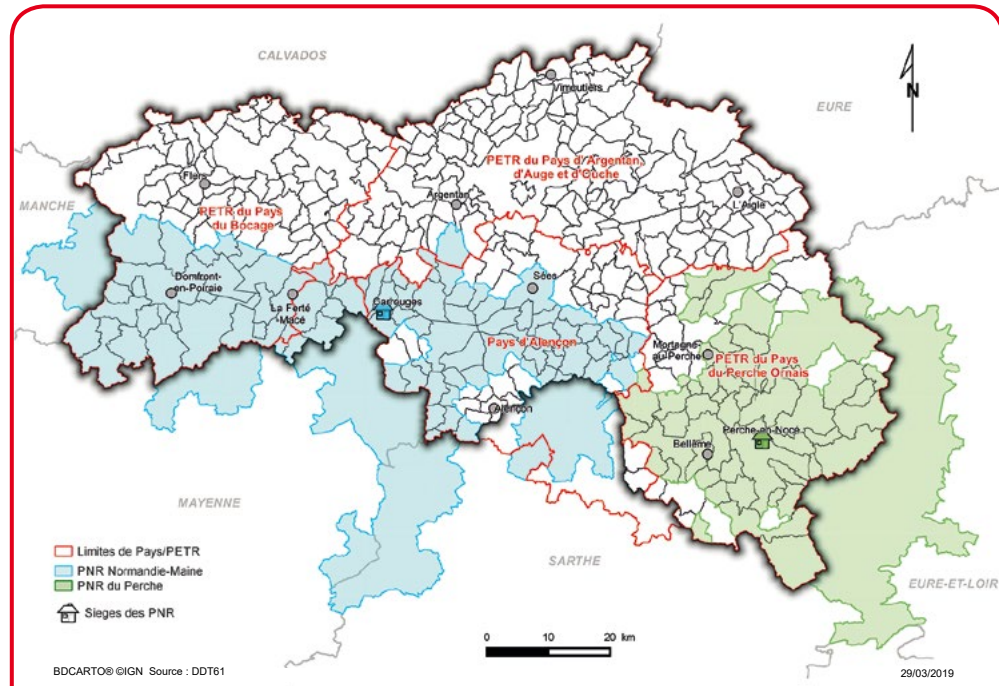 CALVADOS
N
EURE
Vimoutiers
PETR du Pays d'Argentan,
d'Auge et d'Ouche
Flers
MANCHE
Argentan
L'Aigle
PETR du Pays
du Bocage
Domfront-
en-Poiraie
La Ferté
-Macé
Carrouges
Sées
Pays d'Alençon
Mortagne-
au-Perche
PETR du Pays
du Perche Ornais
Alençon
Bellême
Perche-en-Nocé
MAYENNE
SARTHE
EURE-ET-LOIR
Limites de Pays/PETR
PNR Normandie-Maine
PNR du Perche
Sieges des PNR
0 10 20 km
BDCARTO® ©IGN Source : DDT61
29/03/2019